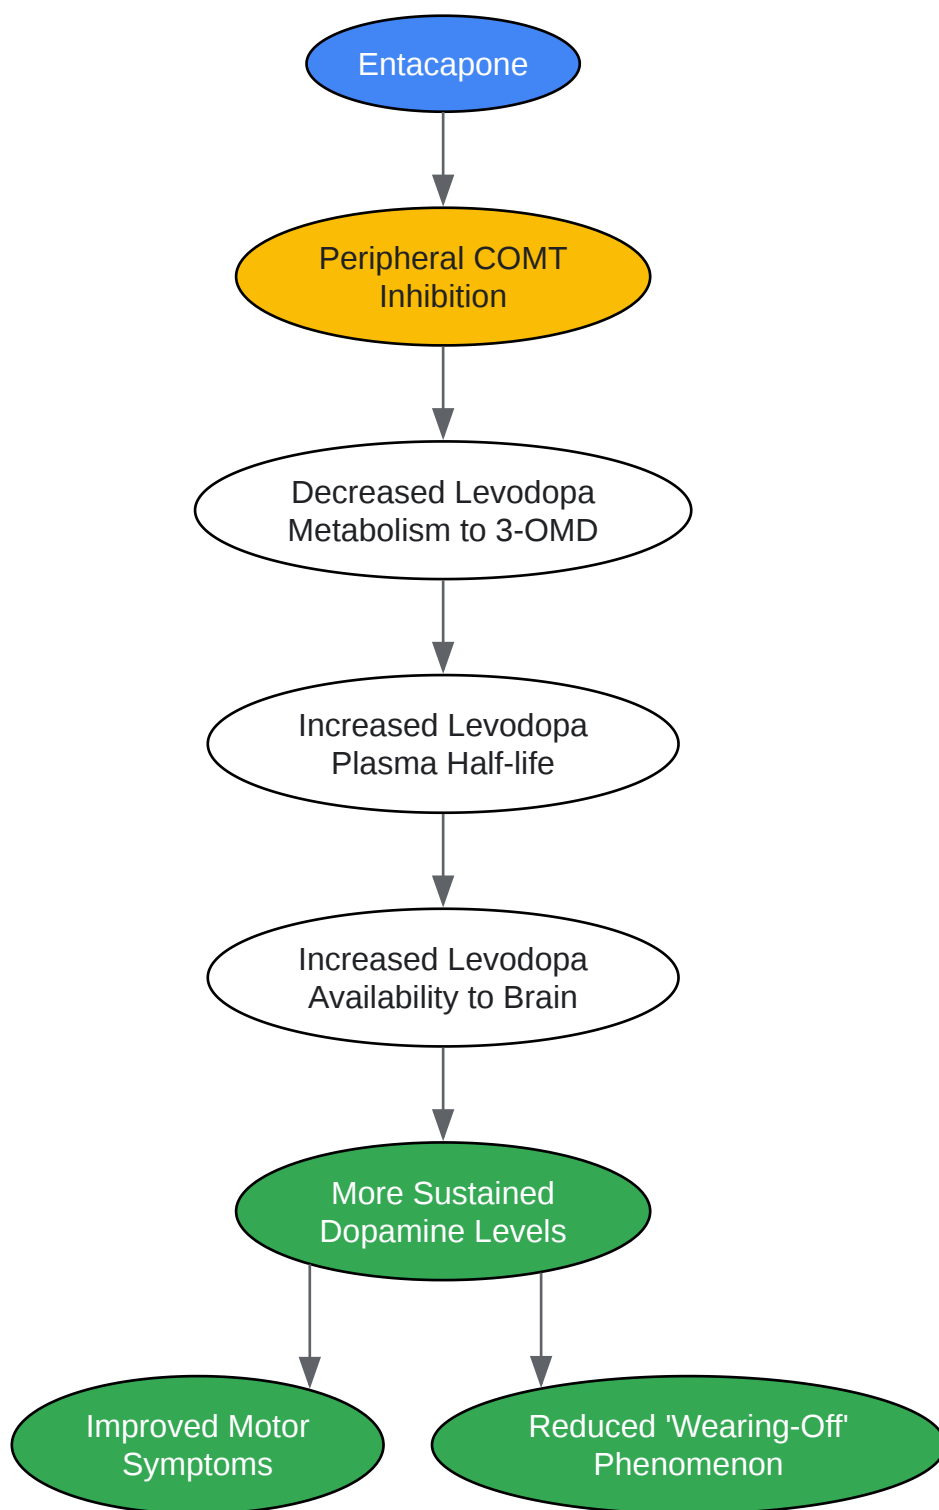 Entacapone
Peripheral COMT
Inhibition
Decreased Levodopa
Metabolism to 3-OMD
Increased Levodopa
Plasma Half-life
Increased Levodopa
Availability to Brain
More Sustained
Dopamine Levels
Improved Motor
Symptoms
Reduced 'Wearing-Off'
Phenomenon